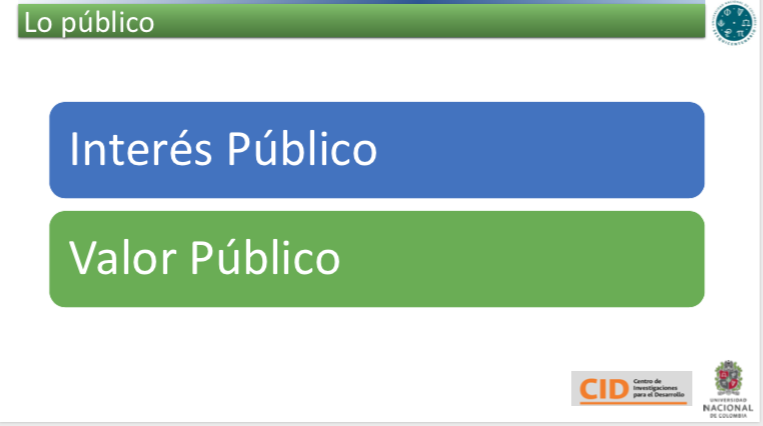 Lo público
Interés Público
Valor Público
CID
Centro de
Investigaciones
para el Desarrollo
UNIVERSIDAD
NACIONAL
DE COLOMBIA